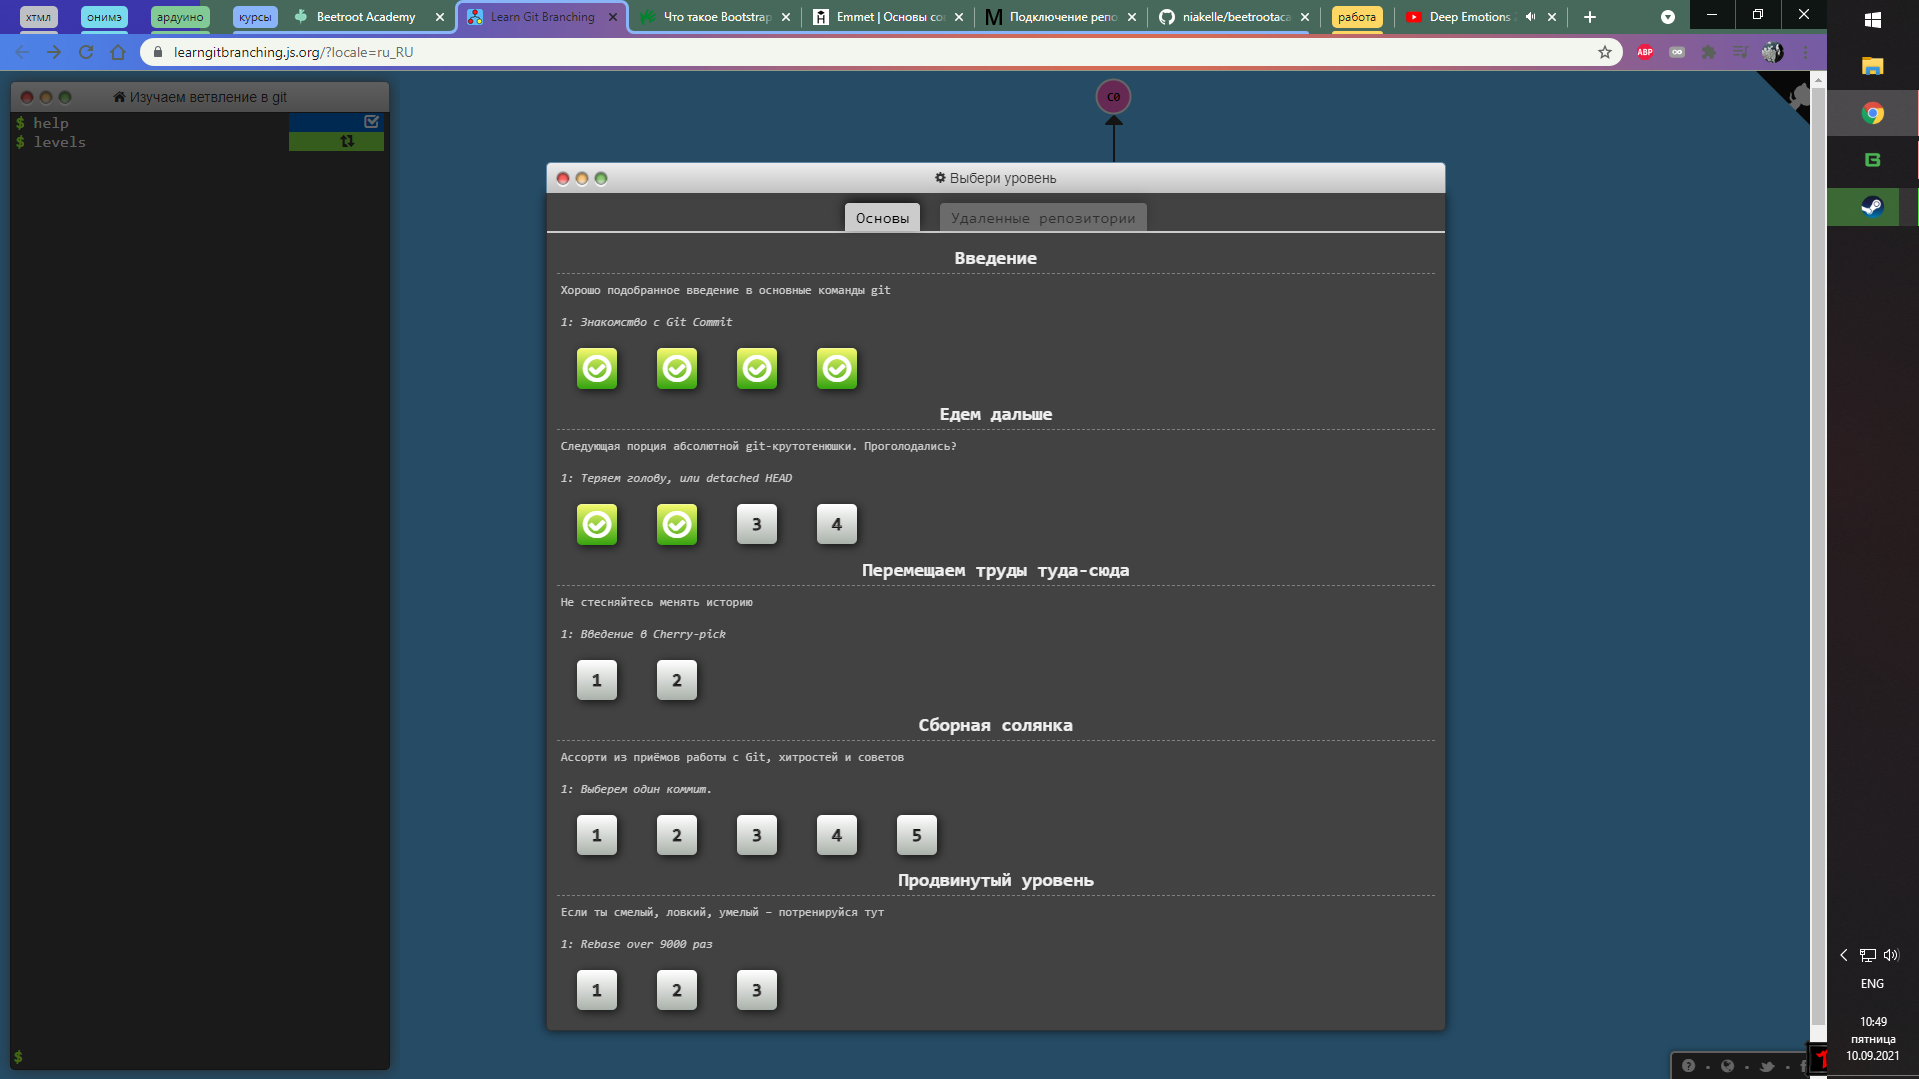 хтмл
онимэ
ардуино
курсы
Beetroot Academy
Learn Git Branching
Что такое Bootstrap
Emmet | Основы со
Подключение репо
niakelle/beetrootaca
работа
Deep Emotions
learngitbranching.js.org/?locale=ru_RU
ABP
Изучаем ветвление в git
$ help
$ levels
$
C0
Выбери уровень
Основы
Удаленные репозитории
Введение
Хорошо подобранное введение в основные команды git
1: Знакомство с Git Commit
Едем дальше
Следующая порция абсолютной git-крутотенюшки. Проголодались?
1: Теряем голову, или detached HEAD
3 4
Перемещаем труды туда-сюда
Не стесняйтесь менять историю
1: Введение в Cherry-pick
1 2
Сборная солянка
Ассорти из приёмов работы с Git, хитростей и советов
1: Выберем один коммит.
1 2 3 4 5
Продвинутый уровень
Если ты смелый, ловкий, умелый – потренируйся тут
1: Rebase over 9000 раз
1 2 3
ENG
10:49
пятница
10.09.2021